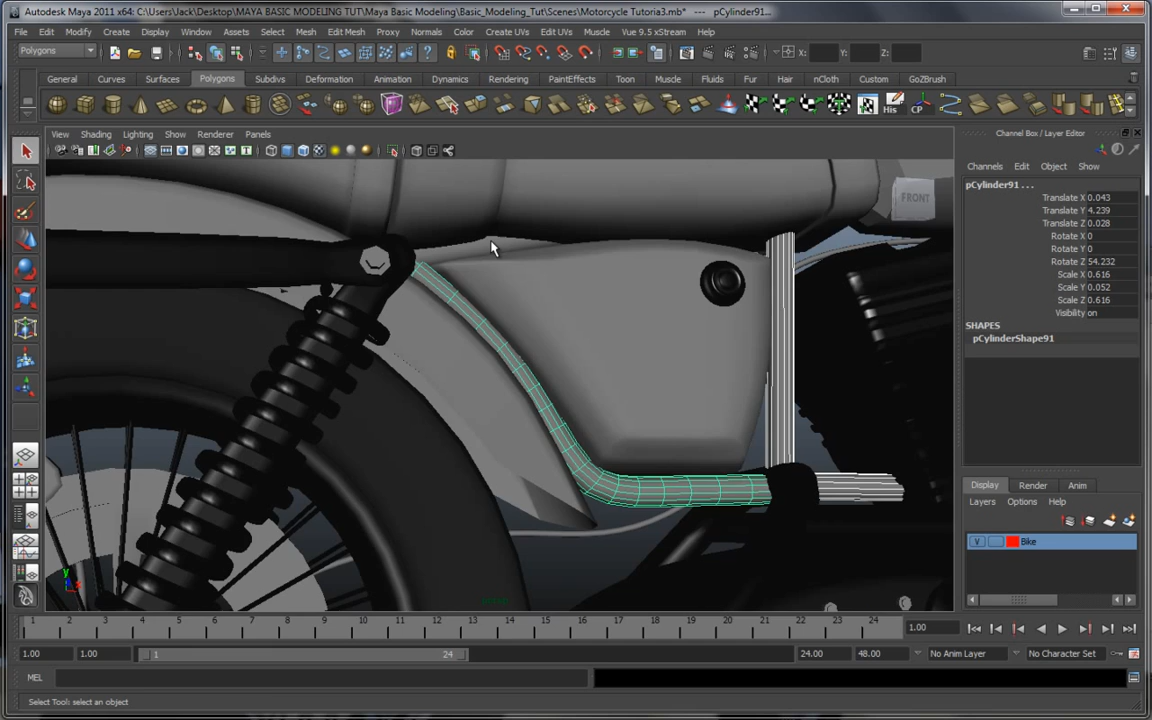 Autodesk Maya 2011 x64: C:\Users\Jack\Desktop\MAYA BASIC MODELING TUT\Maya Basic Modeling\Basic_Modeling_Tut\Scenes\Motorcycle Tutoria3.mb* --- pCylinder91...
File Edit Modify Create Display Window Assets Select Mesh Edit Mesh Proxy Normals Color Create UVs Edit UVs Muscle Vue 9.5 xStream Help
Polygons X: Y: Z:
General Curves Surfaces Polygons Subdivs Deformation Animation Dynamics Rendering PaintEffects Toon Muscle Fluids Fur Hair nCloth Custom GoZBrush
His CP
View Shading Lighting Show Renderer Panels
Channel Box / Layer Editor
Channels Edit Object Show
pCylinder91 ...
Translate X 0.043
Translate Y 4.239
Translate Z 0.028
Rotate X 0
Rotate Y 0
Rotate Z 54.232
Scale X 0.616
Scale Y 0.052
Scale Z 0.616
Visibility on
SHAPES
pCylinderShape91
FRONT
Display Render Anim
Layers Options Help
V Bike
y
persp
1 2 3 4 5 6 7 8 9 10 11 12 13 14 15 16 17 18 19 20 21 22 23 24 1.00
1.00 1.00 1 24 24.00 48.00 No Anim Layer No Character Set
MEL
Select Tool: select an object